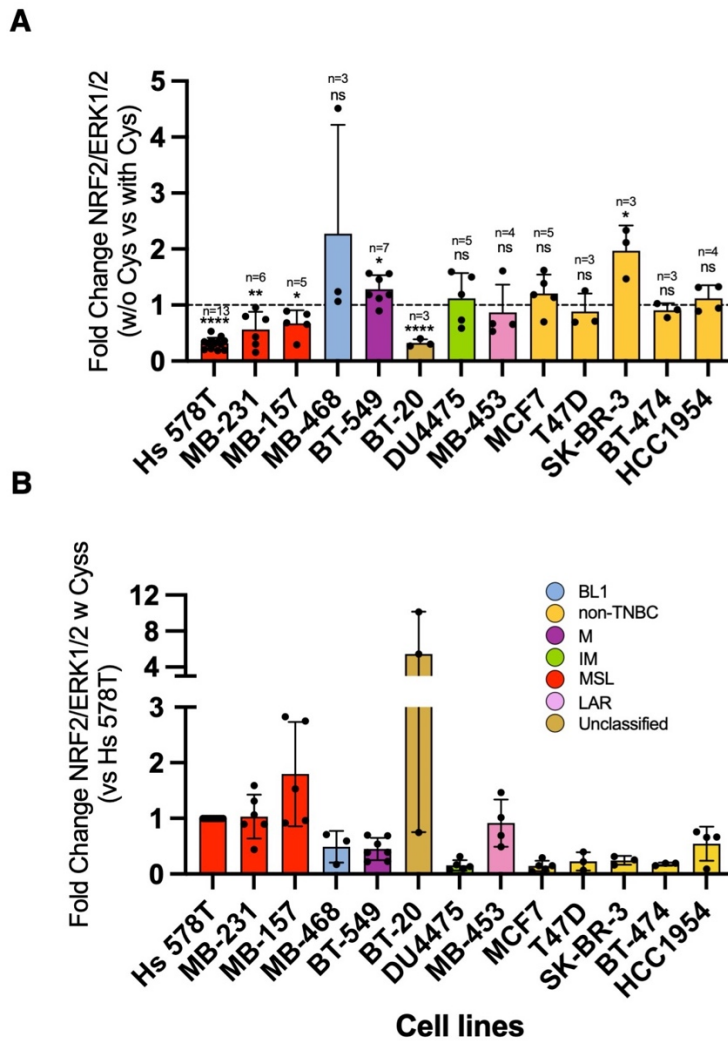 A
Fold Change NRF2/ERK1/2
(w/o Cys vs with Cys)
5
4
3
2
1
0
n=13
****
n=6
**
n=5
*
n=3
ns
n=7
*
n=3
****
n=5
ns
n=4
ns
n=5
ns
n=3
ns
n=3
*
n=3
ns
n=4
ns
Hs 578T
MB-231
MB-157
MB-468
BT-549
BT-20
DU4475
MB-453
MCF7
T47D
SK-BR-3
BT-474
HCC1954
B
Fold Change NRF2/ERK1/2 w Cyss
(vs Hs 578T)
12
8
4
3
2
1
0
BL1
non-TNBC
M
IM
MSL
LAR
Unclassified
Hs 578T
MB-231
MB-157
MB-468
BT-549
BT-20
DU4475
MB-453
MCF7
T47D
SK-BR-3
BT-474
HCC1954
Cell lines